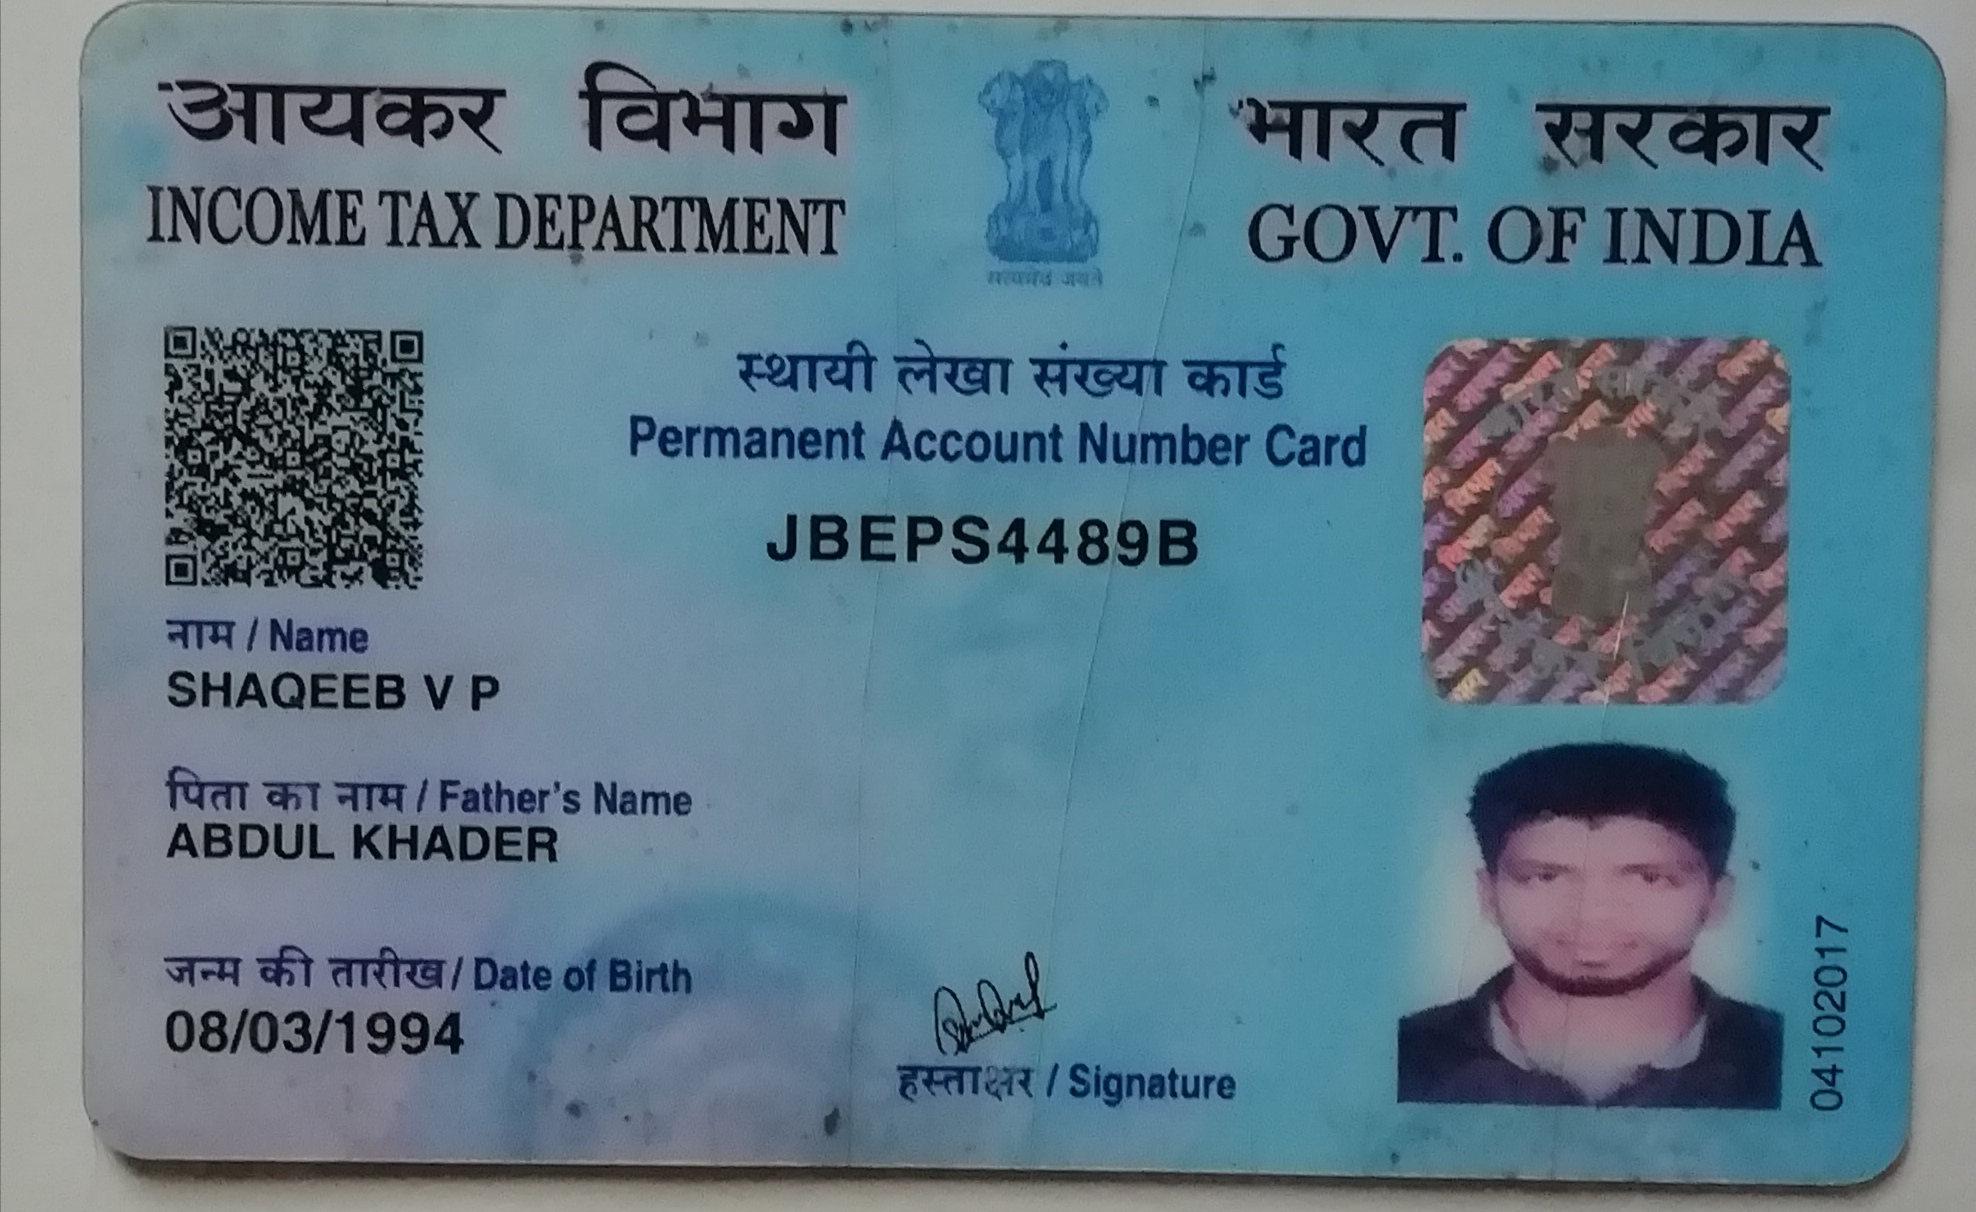 आयकर विभाग
INCOME TAX DEPARTMENT
सत्यमेव जयते
भारत सरकार
GOVT. OF INDIA
स्थायी लेखा संख्या कार्ड
Permanent Account Number Card
JBEPS4489B
नाम / Name
SHAQEEB V P
पिता का नाम / Father's Name
ABDUL KHADER
जन्म की तारीख / Date of Birth
08/03/1994
हस्ताक्षर / Signature
04102017